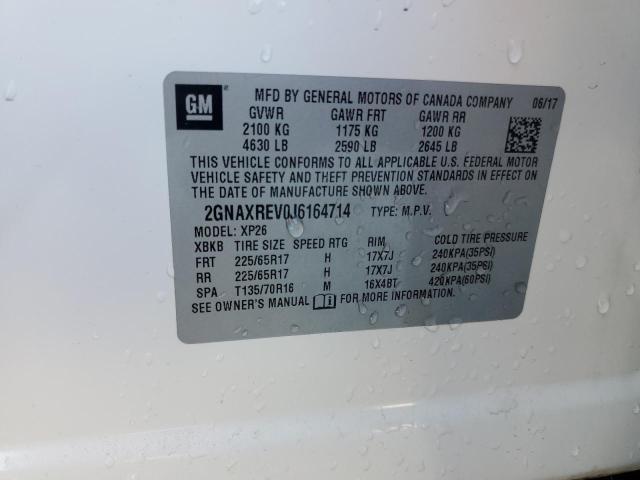 GM
MFD BY GENERAL MOTORS OF CANADA COMPANY 06/17
GVWR GAWR FRT GAWR RR
2100 KG 1175 KG 1200 KG
4630 LB 2590 LB 2645 LB
THIS VEHICLE CONFORMS TO ALL APPLICABLE U.S. FEDERAL MOTOR
VEHICLE SAFETY AND THEFT PREVENTION STANDARDS IN EFFECT ON
THE DATE OF MANUFACTURE SHOWN ABOVE.
2GNAXREV0J6164714 TYPE: M.P.V.
MODEL: XP26
XBKB TIRE SIZE SPEED RTG RIM COLD TIRE PRESSURE
FRT 225/65R17 H 17X7J 240KPA(35PSI)
RR 225/65R17 H 17X7J 240KPA(35PSI)
SPA T135/70R16 M 16X4BT 420KPA(60PSI)
SEE OWNER'S MANUAL FOR MORE INFORMATION.